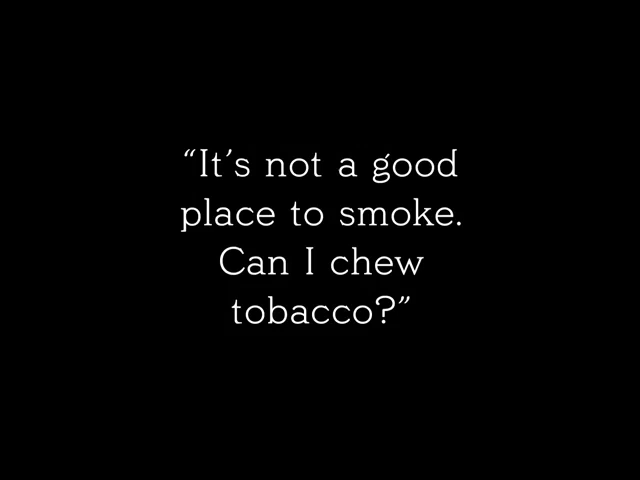 “It’s not a good
place to smoke.
Can I chew
tobacco?”